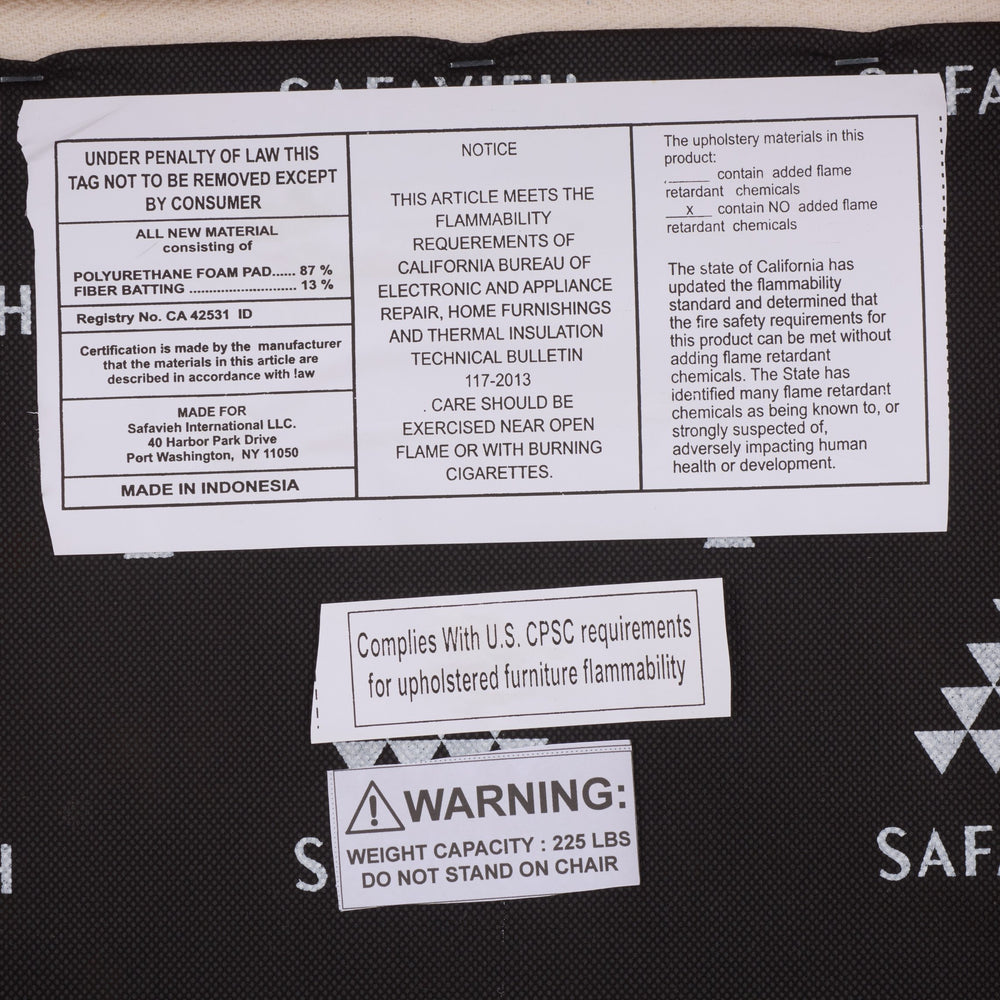 SAFAVIEH
UNDER PENALTY OF LAW THIS
TAG NOT TO BE REMOVED EXCEPT
BY CONSUMER
ALL NEW MATERIAL
consisting of
POLYURETHANE FOAM PAD...... 87 %
FIBER BATTING ............................ 13 %
Registry No. CA 42531 ID
Certification is made by the manufacturer
that the materials in this article are
described in accordance with law
MADE FOR
Safavieh International LLC.
40 Harbor Park Drive
Port Washington, NY 11050
MADE IN INDONESIA
NOTICE
THIS ARTICLE MEETS THE
FLAMMABILITY
REQUEREMENTS OF
CALIFORNIA BUREAU OF
ELECTRONIC AND APPLIANCE
REPAIR, HOME FURNISHINGS
AND THERMAL INSULATION
TECHNICAL BULLETIN
117-2013
. CARE SHOULD BE
EXERCISED NEAR OPEN
FLAME OR WITH BURNING
CIGARETTES.
The upholstery materials in this
product:
______ contain added flame
retardant chemicals
__x__ contain NO added flame
retardant chemicals
The state of California has
updated the flammability
standard and determined that
the fire safety requirements for
this product can be met without
adding flame retardant
chemicals. The State has
identified many flame retardant
chemicals as being known to, or
strongly suspected of,
adversely impacting human
health or development.
Complies With U.S. CPSC requirements
for upholstered furniture flammability
WARNING:
WEIGHT CAPACITY : 225 LBS
DO NOT STAND ON CHAIR
SAF